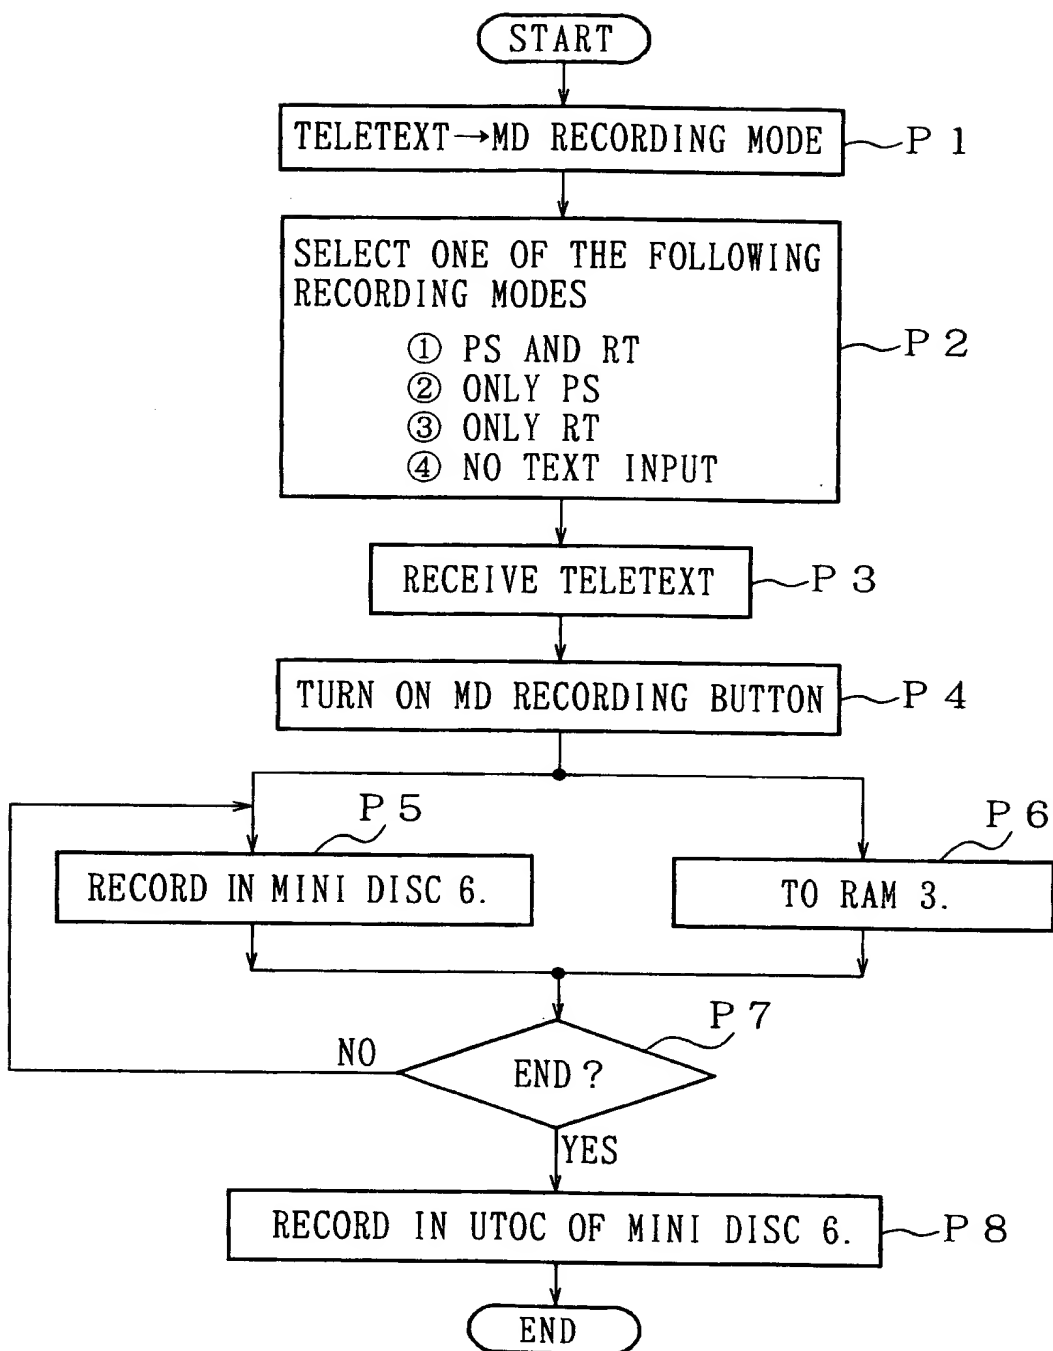 START
TELETEXT→MD RECORDING MODE
P 1
SELECT ONE OF THE FOLLOWING
RECORDING MODES
① PS AND RT
② ONLY PS
③ ONLY RT
④ NO TEXT INPUT
P 2
RECEIVE TELETEXT
P 3
TURN ON MD RECORDING BUTTON
P 4
P 5
RECORD IN MINI DISC 6.
P 6
TO RAM 3.
P 7
END?
NO
YES
RECORD IN UTOC OF MINI DISC 6.
P 8
END